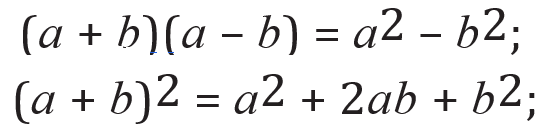 (a + b)(a – b) = a² – b²;
(a + b)² = a² + 2ab + b²;